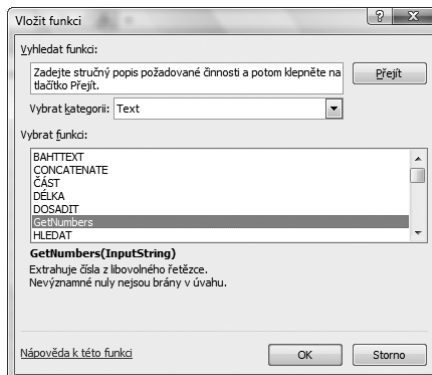 Vložit funkci
Vyhledat funkci:
Zadejte stručný popis požadované činnosti a potom klepněte na
tlačítko Přejít.
Přejít
Vybrat kategorii: Text
Vybrat funkci:
BAHTTEXT
CONCATENATE
ČÁST
DÉLKA
DOSADIT
GetNumbers
HLEDAT
GetNumbers(InputString)
Extrahuje čísla z libovolného řetězce.
Nevýznamné nuly nejsou brány v úvahu.
Nápověda k této funkci
OK
Storno